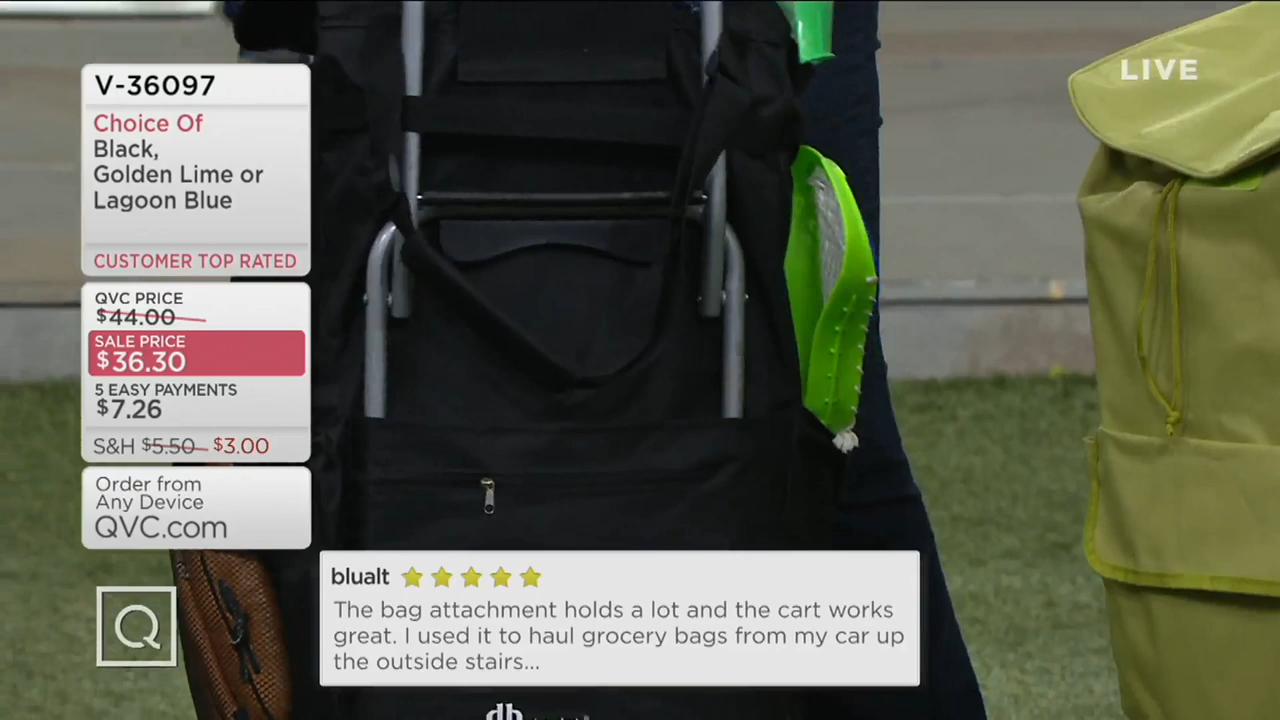 V-36097
Choice Of
Black,
Golden Lime or
Lagoon Blue
CUSTOMER TOP RATED
QVC PRICE
$44.00
SALE PRICE
$36.30
5 EASY PAYMENTS
$7.26
S&H $5.50 $3.00
Order from
Any Device
QVC.com
Q
LIVE
blualt
The bag attachment holds a lot and the cart works
great. I used it to haul grocery bags from my car up
the outside stairs...
db